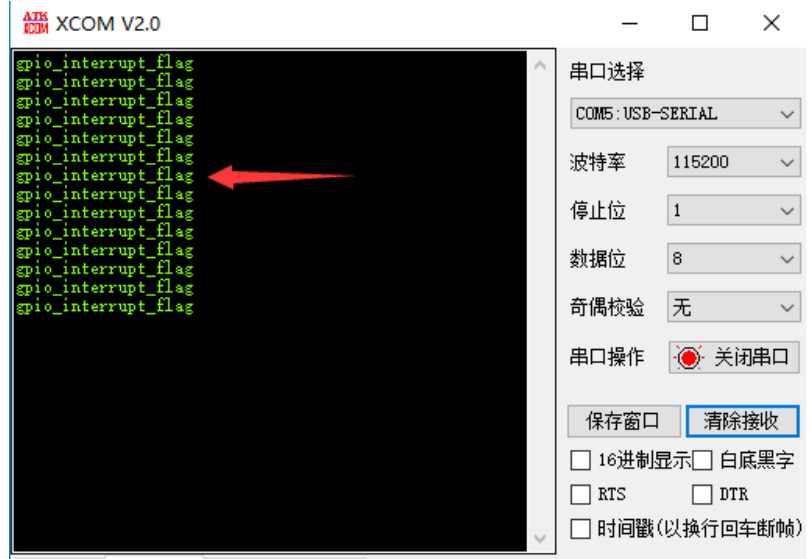 ATK XCOM XCOM V2.0
gpio_interrupt_flag
gpio_interrupt_flag
gpio_interrupt_flag
gpio_interrupt_flag
gpio_interrupt_flag
gpio_interrupt_flag
gpio_interrupt_flag
gpio_interrupt_flag
gpio_interrupt_flag
gpio_interrupt_flag
gpio_interrupt_flag
gpio_interrupt_flag
gpio_interrupt_flag
gpio_interrupt_flag
串口选择
COM5:USB-SERIAL
波特率 115200
停止位 1
数据位 8
奇偶校验 无
串口操作 关闭串口
保存窗口 清除接收
16进制显示 白底黑字
RTS DTR
时间戳(以换行回车断帧)